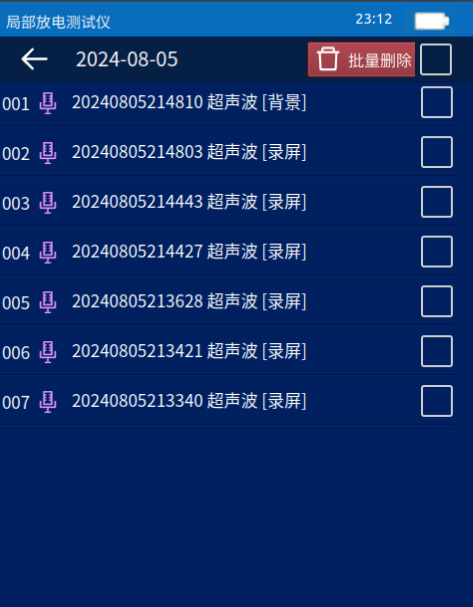 局部放电测试仪 23:12
2024-08-05 批量删除
001 20240805214810 超声波 [背景]
002 20240805214803 超声波 [录屏]
003 20240805214443 超声波 [录屏]
004 20240805214427 超声波 [录屏]
005 20240805213628 超声波 [录屏]
006 20240805213421 超声波 [录屏]
007 20240805213340 超声波 [录屏]